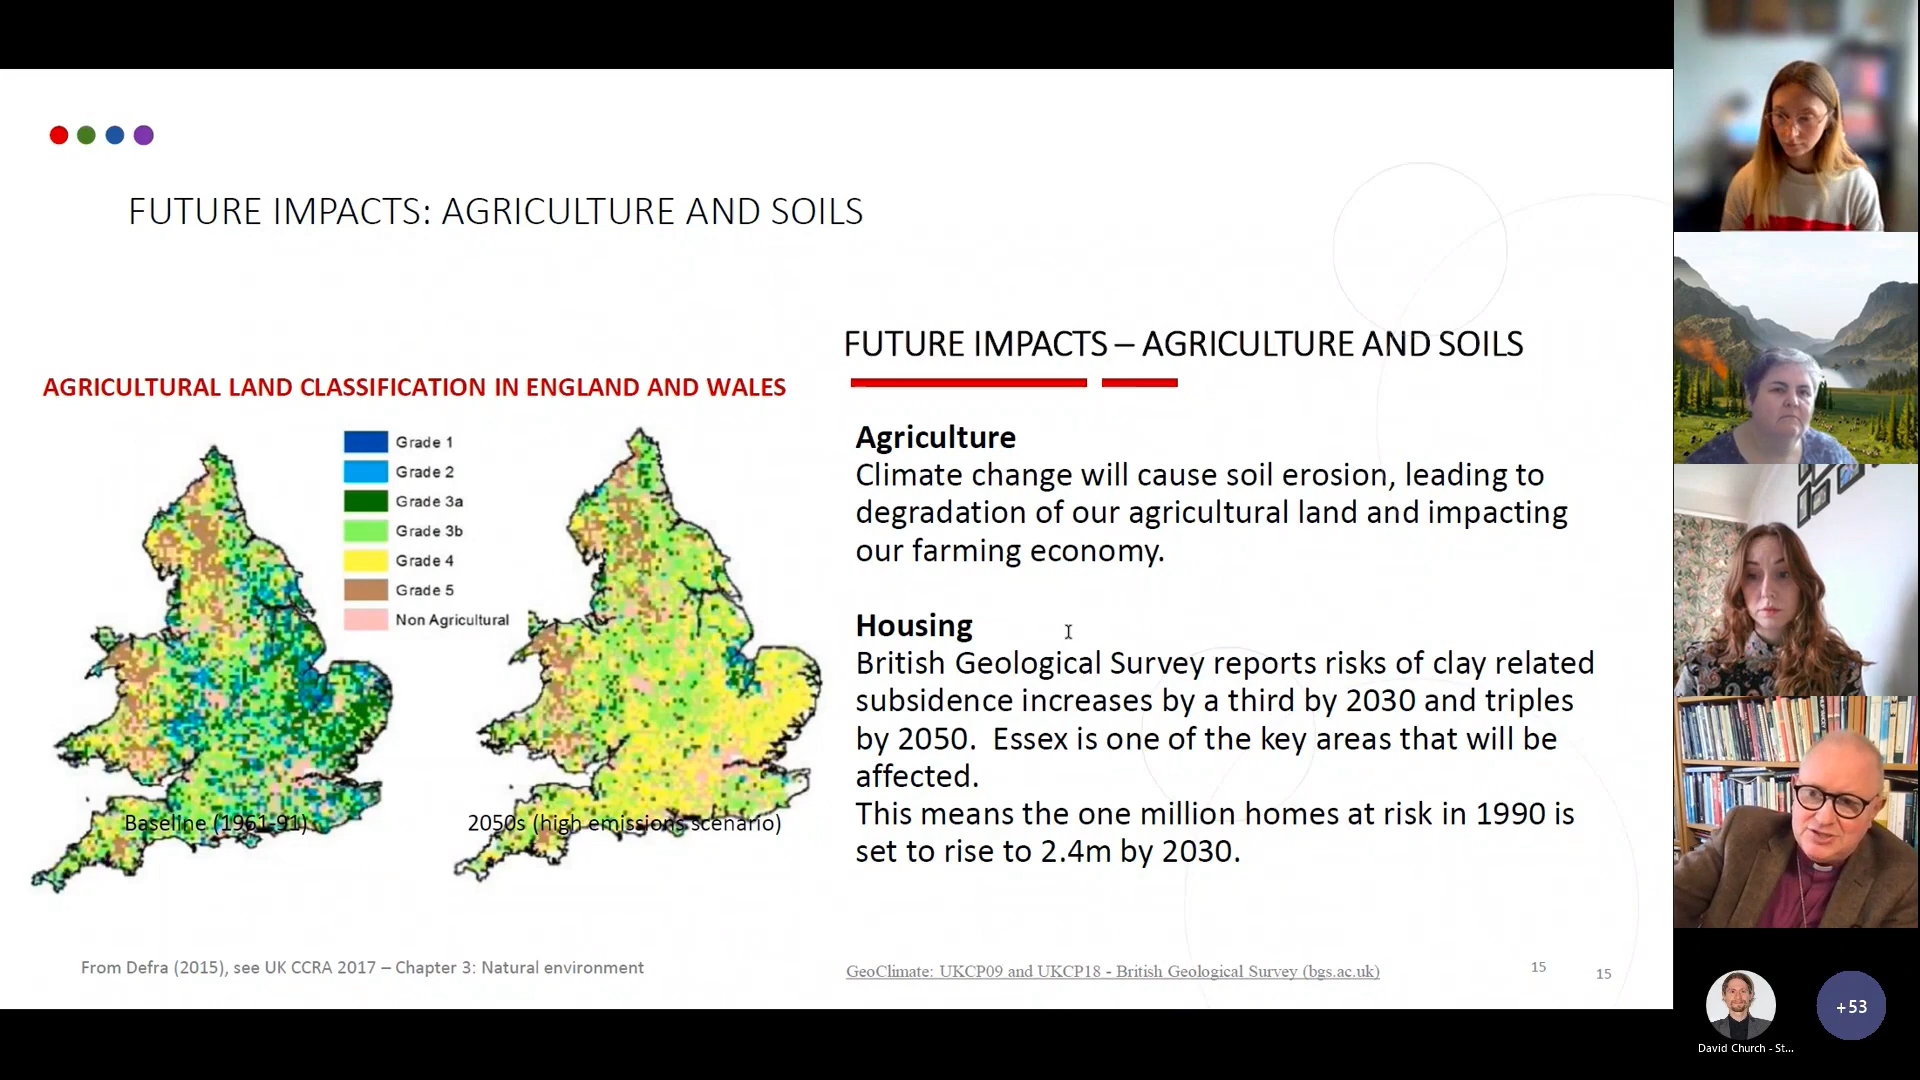 FUTURE IMPACTS: AGRICULTURE AND SOILS
AGRICULTURAL LAND CLASSIFICATION IN ENGLAND AND WALES
Grade 1
Grade 2
Grade 3a
Grade 3b
Grade 4
Grade 5
Non Agricultural
Baseline (1961-91)
2050s (high emissions scenario)
From Defra (2015), see UK CCRA 2017 – Chapter 3: Natural environment
FUTURE IMPACTS – AGRICULTURE AND SOILS
Agriculture
Climate change will cause soil erosion, leading to
degradation of our agricultural land and impacting
our farming economy.
Housing
British Geological Survey reports risks of clay related
subsidence increases by a third by 2030 and triples
by 2050.  Essex is one of the key areas that will be
affected.
This means the one million homes at risk in 1990 is
set to rise to 2.4m by 2030.
GeoClimate: UKCP09 and UKCP18 - British Geological Survey (bgs.ac.uk)
15
15
+53
David Church - St...